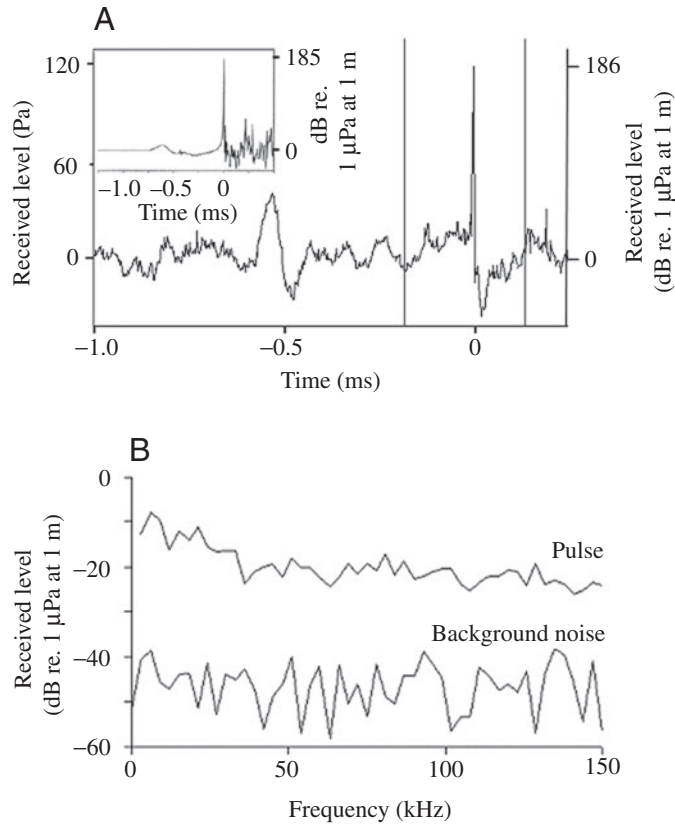 A
120
60
0
Received level (Pa)
185
0
dB re.
1 μPa at 1 m
−1.0 −0.5 0
Time (ms)
186
0
Received level
(dB re. 1 μPa at 1 m)
−1.0 −0.5 0
Time (ms)
B
0
−20
−40
−60
Received level
(dB re. 1 μPa at 1 m)
Pulse
Background noise
0 50 100 150
Frequency (kHz)